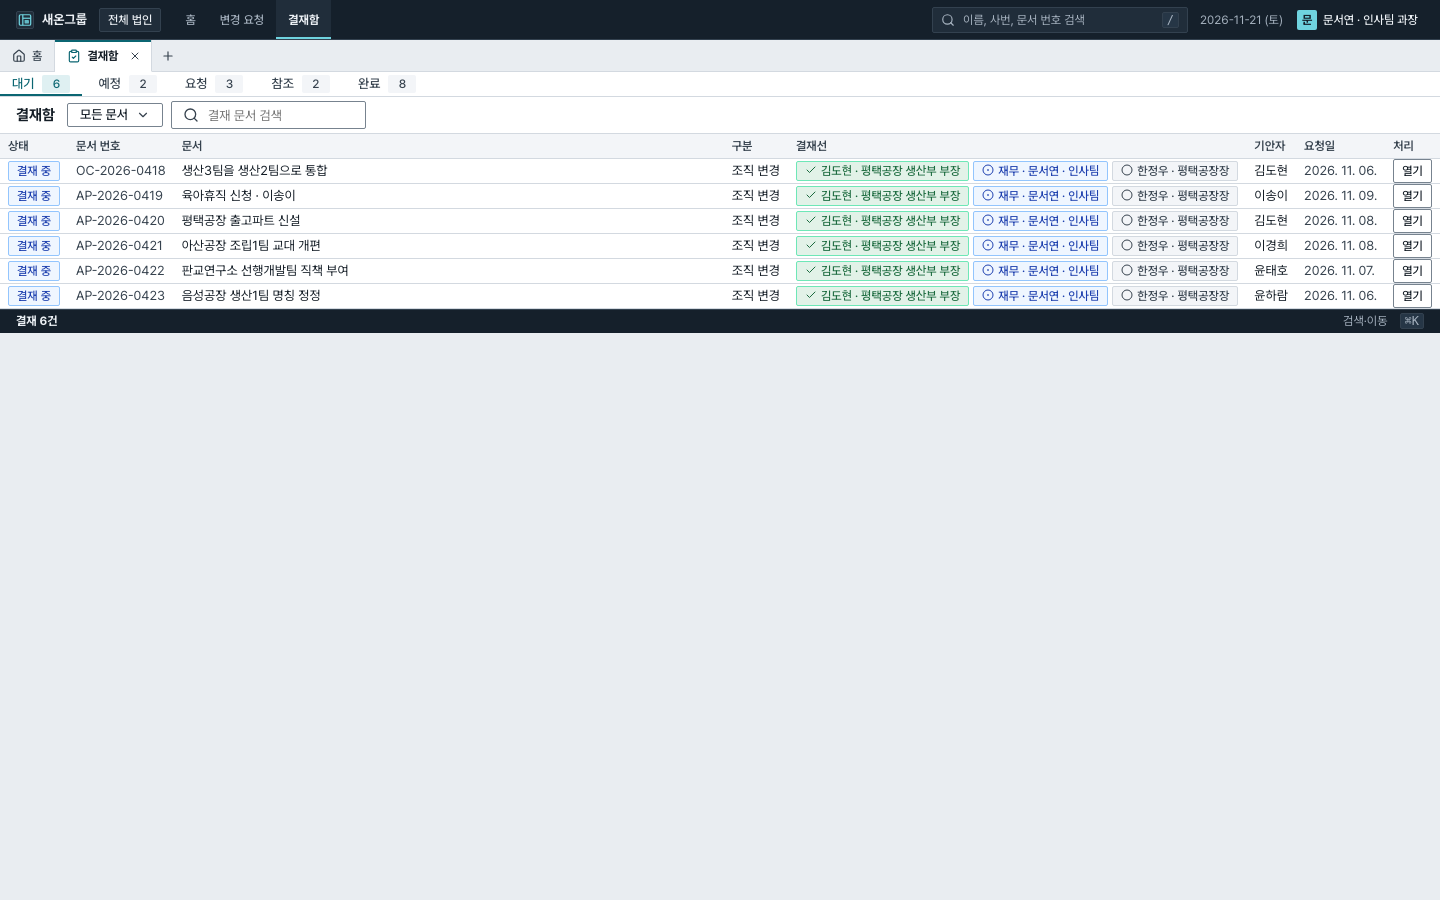 새온그룹 전체 법인 홈 변경 요청 결재함 이름, 사번, 문서 번호 검색 / 2026-11-21 (토) 문 문서연 · 인사팀 과장
홈 결재함
대기 6 예정 2 요청 3 참조 2 완료 8
결재함 모든 문서 결재 문서 검색
상태 문서 번호 문서 구분 결재선 기안자 요청일 처리
결재 중 OC-2026-0418 생산3팀을 생산2팀으로 통합 조직 변경 김도현 · 평택공장 생산부 부장 재무 · 문서연 · 인사팀 한정우 · 평택공장장 김도현 2026. 11. 06. 열기
결재 중 AP-2026-0419 육아휴직 신청 · 이송이 조직 변경 김도현 · 평택공장 생산부 부장 재무 · 문서연 · 인사팀 한정우 · 평택공장장 이송이 2026. 11. 09. 열기
결재 중 AP-2026-0420 평택공장 출고파트 신설 조직 변경 김도현 · 평택공장 생산부 부장 재무 · 문서연 · 인사팀 한정우 · 평택공장장 김도현 2026. 11. 08. 열기
결재 중 AP-2026-0421 아산공장 조립1팀 교대 개편 조직 변경 김도현 · 평택공장 생산부 부장 재무 · 문서연 · 인사팀 한정우 · 평택공장장 이경희 2026. 11. 08. 열기
결재 중 AP-2026-0422 판교연구소 선행개발팀 직책 부여 조직 변경 김도현 · 평택공장 생산부 부장 재무 · 문서연 · 인사팀 한정우 · 평택공장장 윤태호 2026. 11. 07. 열기
결재 중 AP-2026-0423 음성공장 생산1팀 명칭 정정 조직 변경 김도현 · 평택공장 생산부 부장 재무 · 문서연 · 인사팀 한정우 · 평택공장장 윤하람 2026. 11. 06. 열기
결재 6건 검색·이동 ⌘K